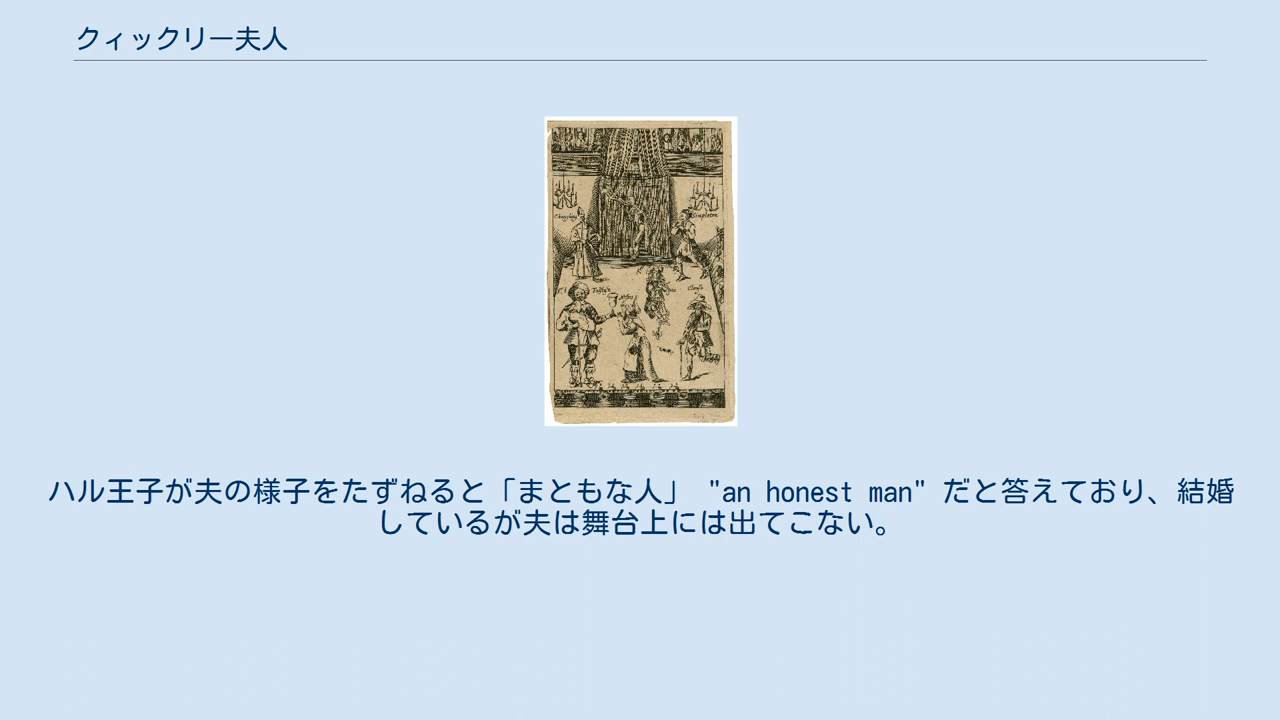 クィックリー夫人
Simpleton
ハル王子が夫の様子をたずねると「まともな人」 "an honest man" だと答えており、結婚
しているが夫は舞台上には出てこない。